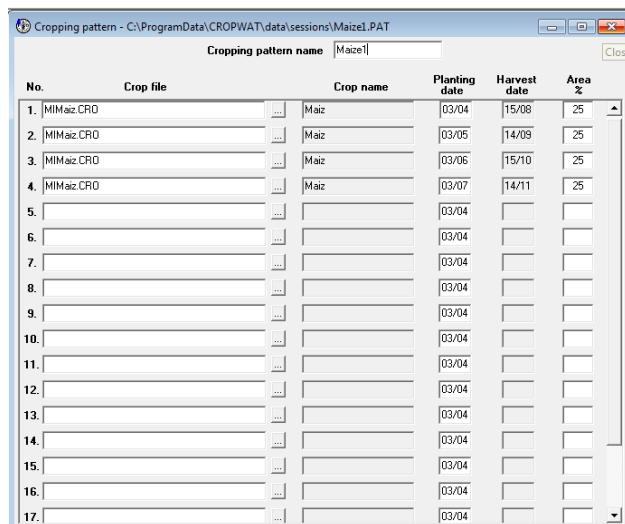 Cropping pattern - C:\ProgramData\CROPWAT\data\sessions\Maize1.PAT
Cropping pattern name Maize1
Clos
No. Crop file Crop name Planting date Harvest date Area %
1. MIMaiz.CRO ... Maiz 03/04 15/08 25
2. MIMaiz.CRO ... Maiz 03/05 14/09 25
3. MIMaiz.CRO ... Maiz 03/06 15/10 25
4. MIMaiz.CRO ... Maiz 03/07 14/11 25
5. ... 03/04
6. ... 03/04
7. ... 03/04
8. ... 03/04
9. ... 03/04
10. ... 03/04
11. ... 03/04
12. ... 03/04
13. ... 03/04
14. ... 03/04
15. ... 03/04
16. ... 03/04
17. ... 03/04